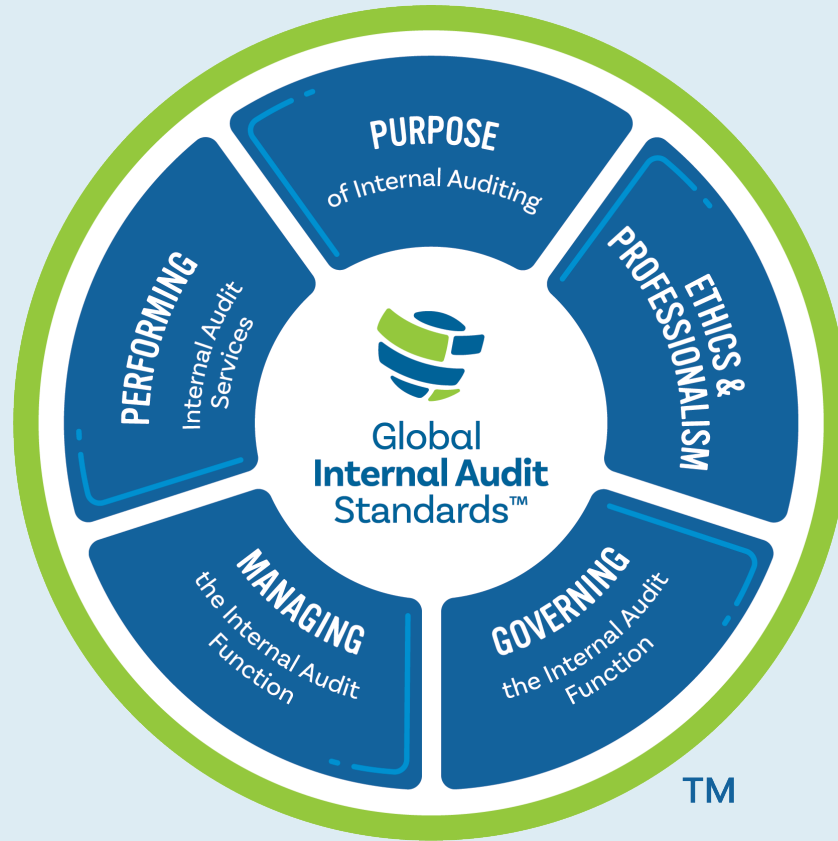 PURPOSE
of Internal Auditing
ETHICS &
PROFESSIONALISM
GOVERNING
the Internal Audit
Function
MANAGING
the Internal Audit
Function
PERFORMING
Internal Audit
Services
Global
Internal Audit
Standards™
TM